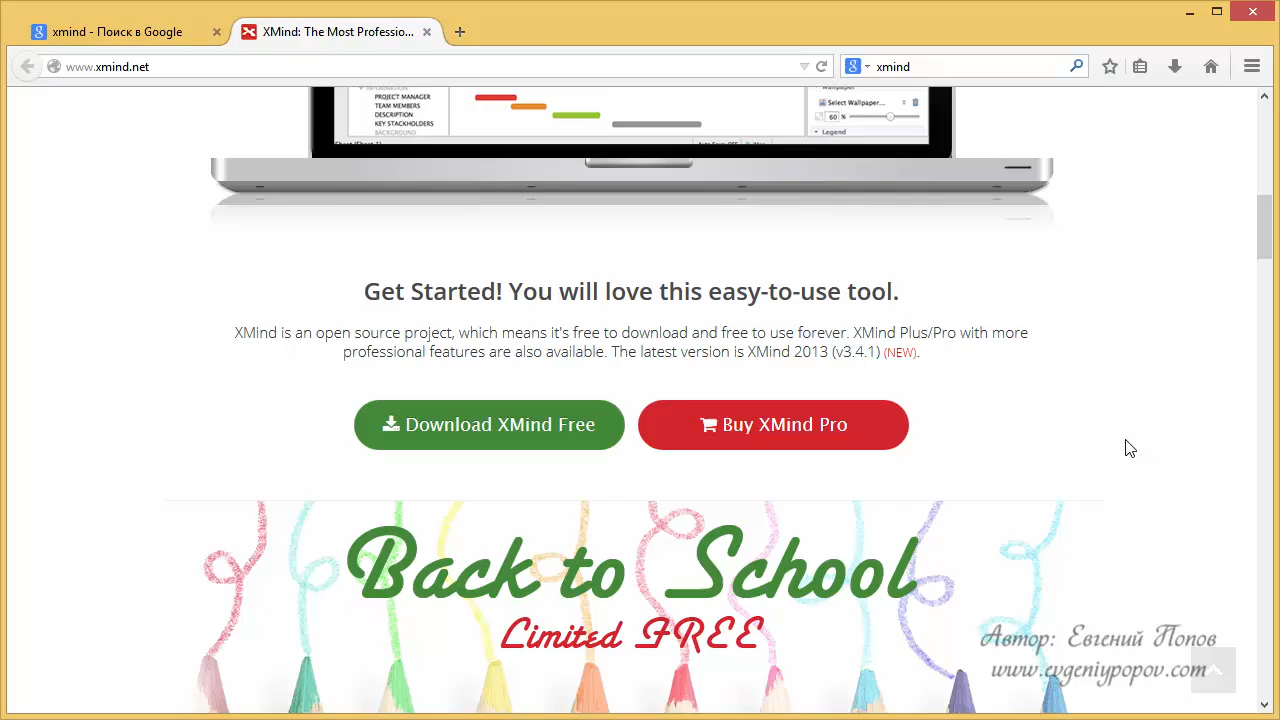 xmind - Поиск в Google
XMind: The Most Professio...
www.xmind.net
xmind
INFORMATION
PROJECT MANAGER
TEAM MEMBERS
DESCRIPTION
KEY STACKHOLDERS
BACKGROUND
Wallpaper
Select Wallpaper...
60 %
Legend
Get Started! You will love this easy-to-use tool.
XMind is an open source project, which means it's free to download and free to use forever. XMind Plus/Pro with more
professional features are also available. The latest version is XMind 2013 (v3.4.1) (NEW).
Download XMind Free
Buy XMind Pro
Back to School
Limited FREE
Автор: Евгений Попов
www.evgeniypopov.com